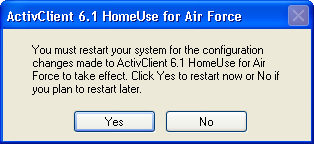 ActivClient 6.1 HomeUse for Air Force
You must restart your system for the configuration
changes made to ActivClient 6.1 HomeUse for Air
Force to take effect. Click Yes to restart now or No if
you plan to restart later.
Yes No